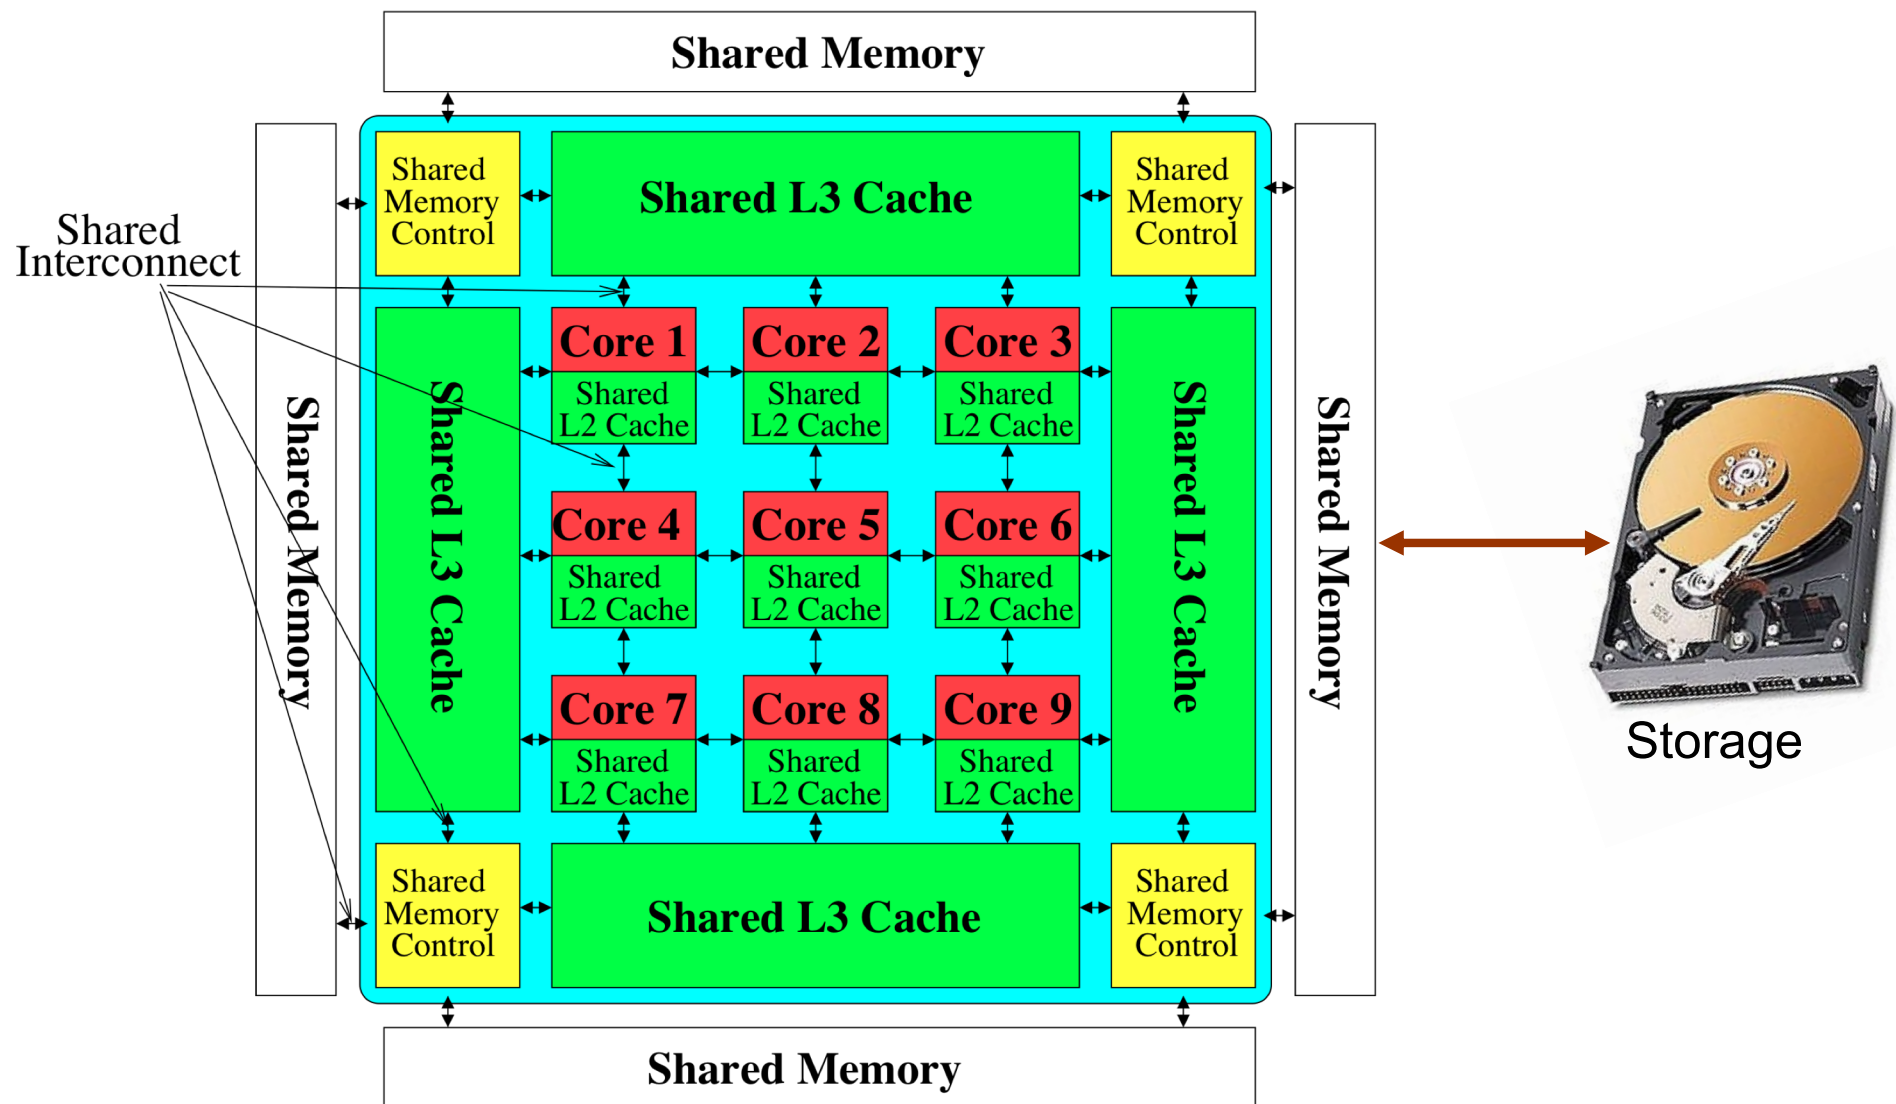 Shared Memory
Shared
Memory
Control
Shared L3 Cache
Shared
Memory
Control
Shared
Interconnect
Shared Memory
Shared L3 Cache
Core 1
Shared
L2 Cache
Core 2
Shared
L2 Cache
Core 3
Shared
L2 Cache
Core 4
Shared
L2 Cache
Core 5
Shared
L2 Cache
Core 6
Shared
L2 Cache
Core 7
Shared
L2 Cache
Core 8
Shared
L2 Cache
Core 9
Shared
L2 Cache
Shared L3 Cache
Shared Memory
Storage
Shared
Memory
Control
Shared L3 Cache
Shared
Memory
Control
Shared Memory